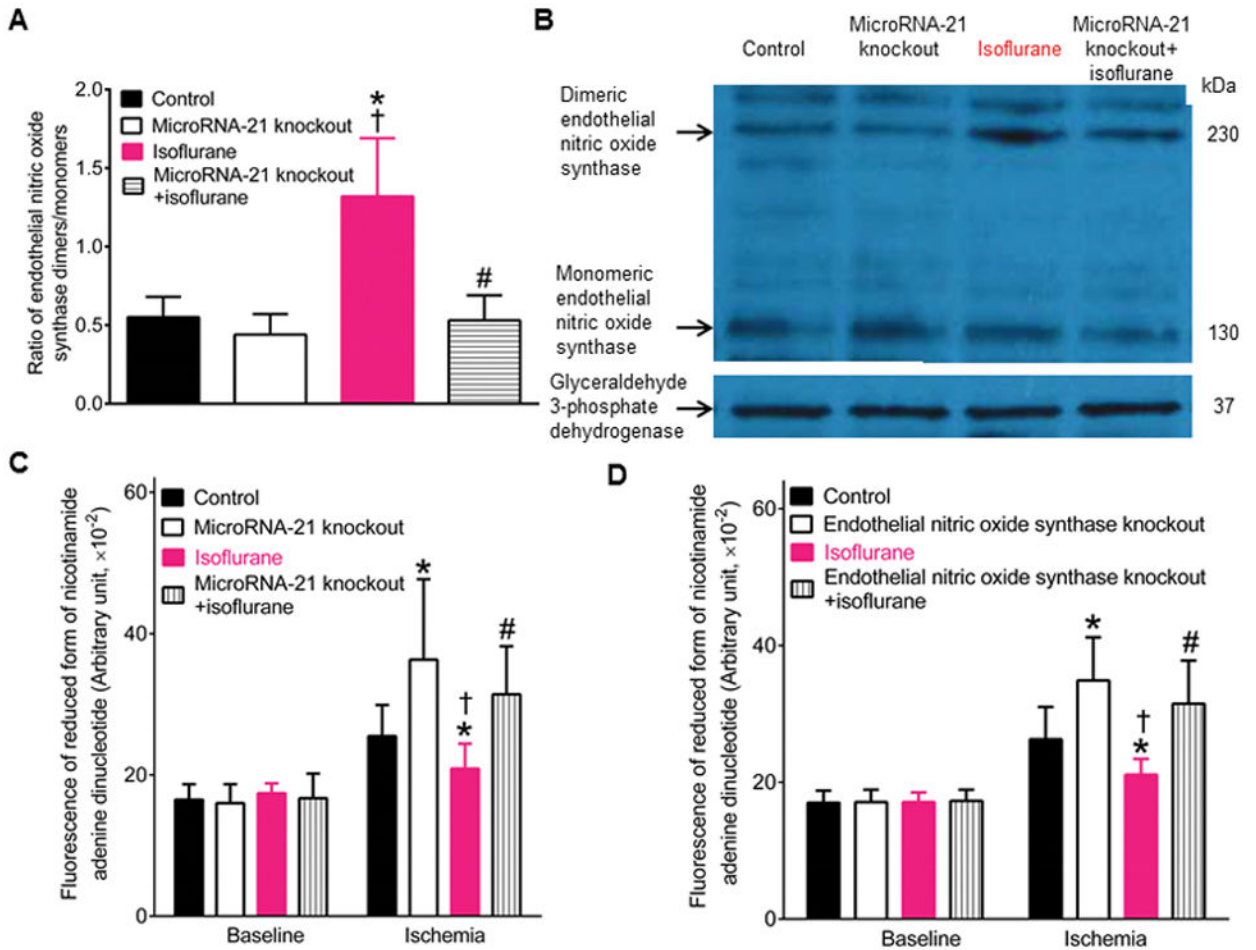 A
Ratio of endothelial nitric oxide
synthase dimers/monomers
2.0
1.5
1.0
0.5
0.0
Control
MicroRNA-21 knockout
Isoflurane
MicroRNA-21 knockout
+isoflurane
*
†
#
B
Control
MicroRNA-21
knockout
Isoflurane
MicroRNA-21
knockout+
isoflurane
kDa
Dimeric
endothelial
nitric oxide
synthase
230
Monomeric
endothelial
nitric oxide
synthase
130
Glyceraldehyde
3-phosphate
dehydrogenase
37
C
Fluorescence of reduced form of nicotinamide
adenine dinucleotide (Arbitrary unit, ×10-2)
60
40
20
0
Control
MicroRNA-21 knockout
Isoflurane
MicroRNA-21 knockout
+isoflurane
*
†
*
#
Baseline
Ischemia
D
Fluorescence of reduced form of nicotinamide
adenine dinucleotide (Arbitrary unit, ×10-2)
60
40
20
0
Control
Endothelial nitric oxide synthase knockout
Isoflurane
Endothelial nitric oxide synthase knockout
+isoflurane
*
†
*
#
Baseline
Ischemia